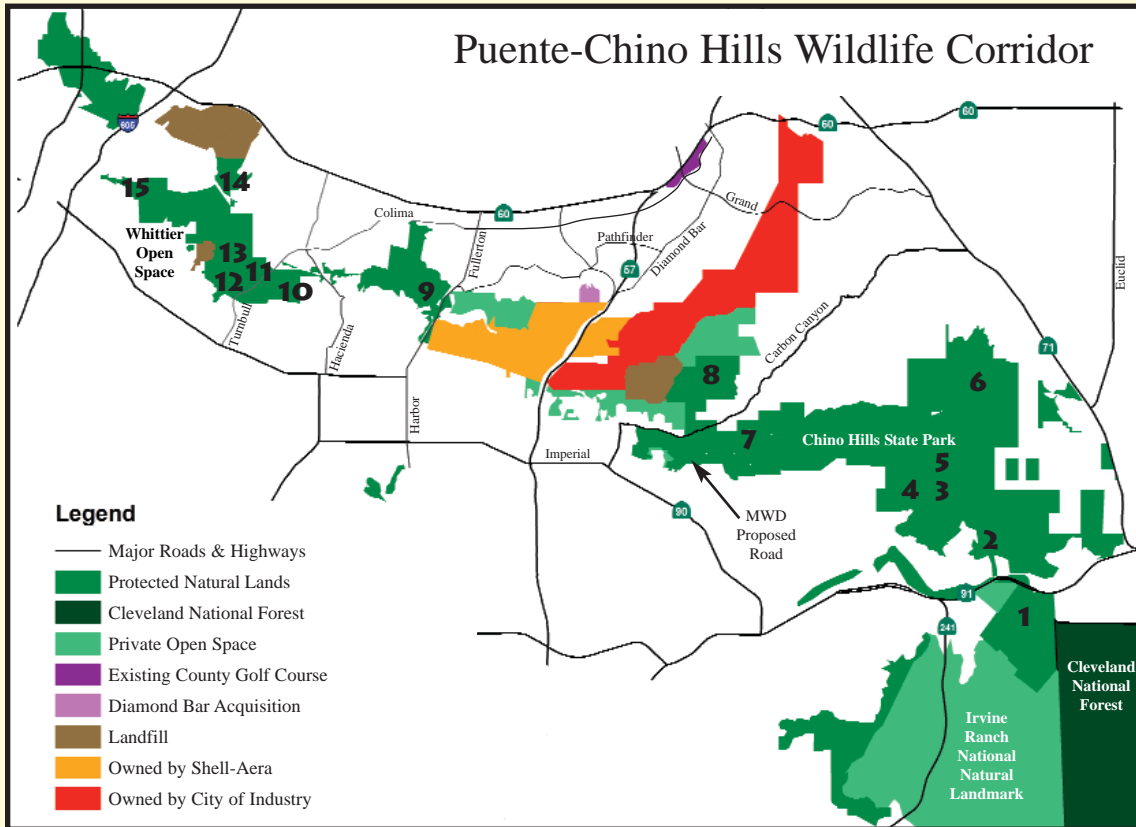 Puente-Chino Hills Wildlife Corridor
605
60
60
60
15
14
Whittier
Open
Space
13
12
11
10
Colima
Turnbull
Hacienda
Harbor
Fullerton
9
Pathfinder
57
Diamond Bar
Grand
Euclid
71
Carbon Canyon
8
7
6
Chino Hills State Park
5
4
3
2
Imperial
90
MWD
Proposed
Road
91
241
1
Cleveland
National
Forest
Irvine
Ranch
National
Natural
Landmark
Legend
Major Roads & Highways
Protected Natural Lands
Cleveland National Forest
Private Open Space
Existing County Golf Course
Diamond Bar Acquisition
Landfill
Owned by Shell-Aera
Owned by City of Industry